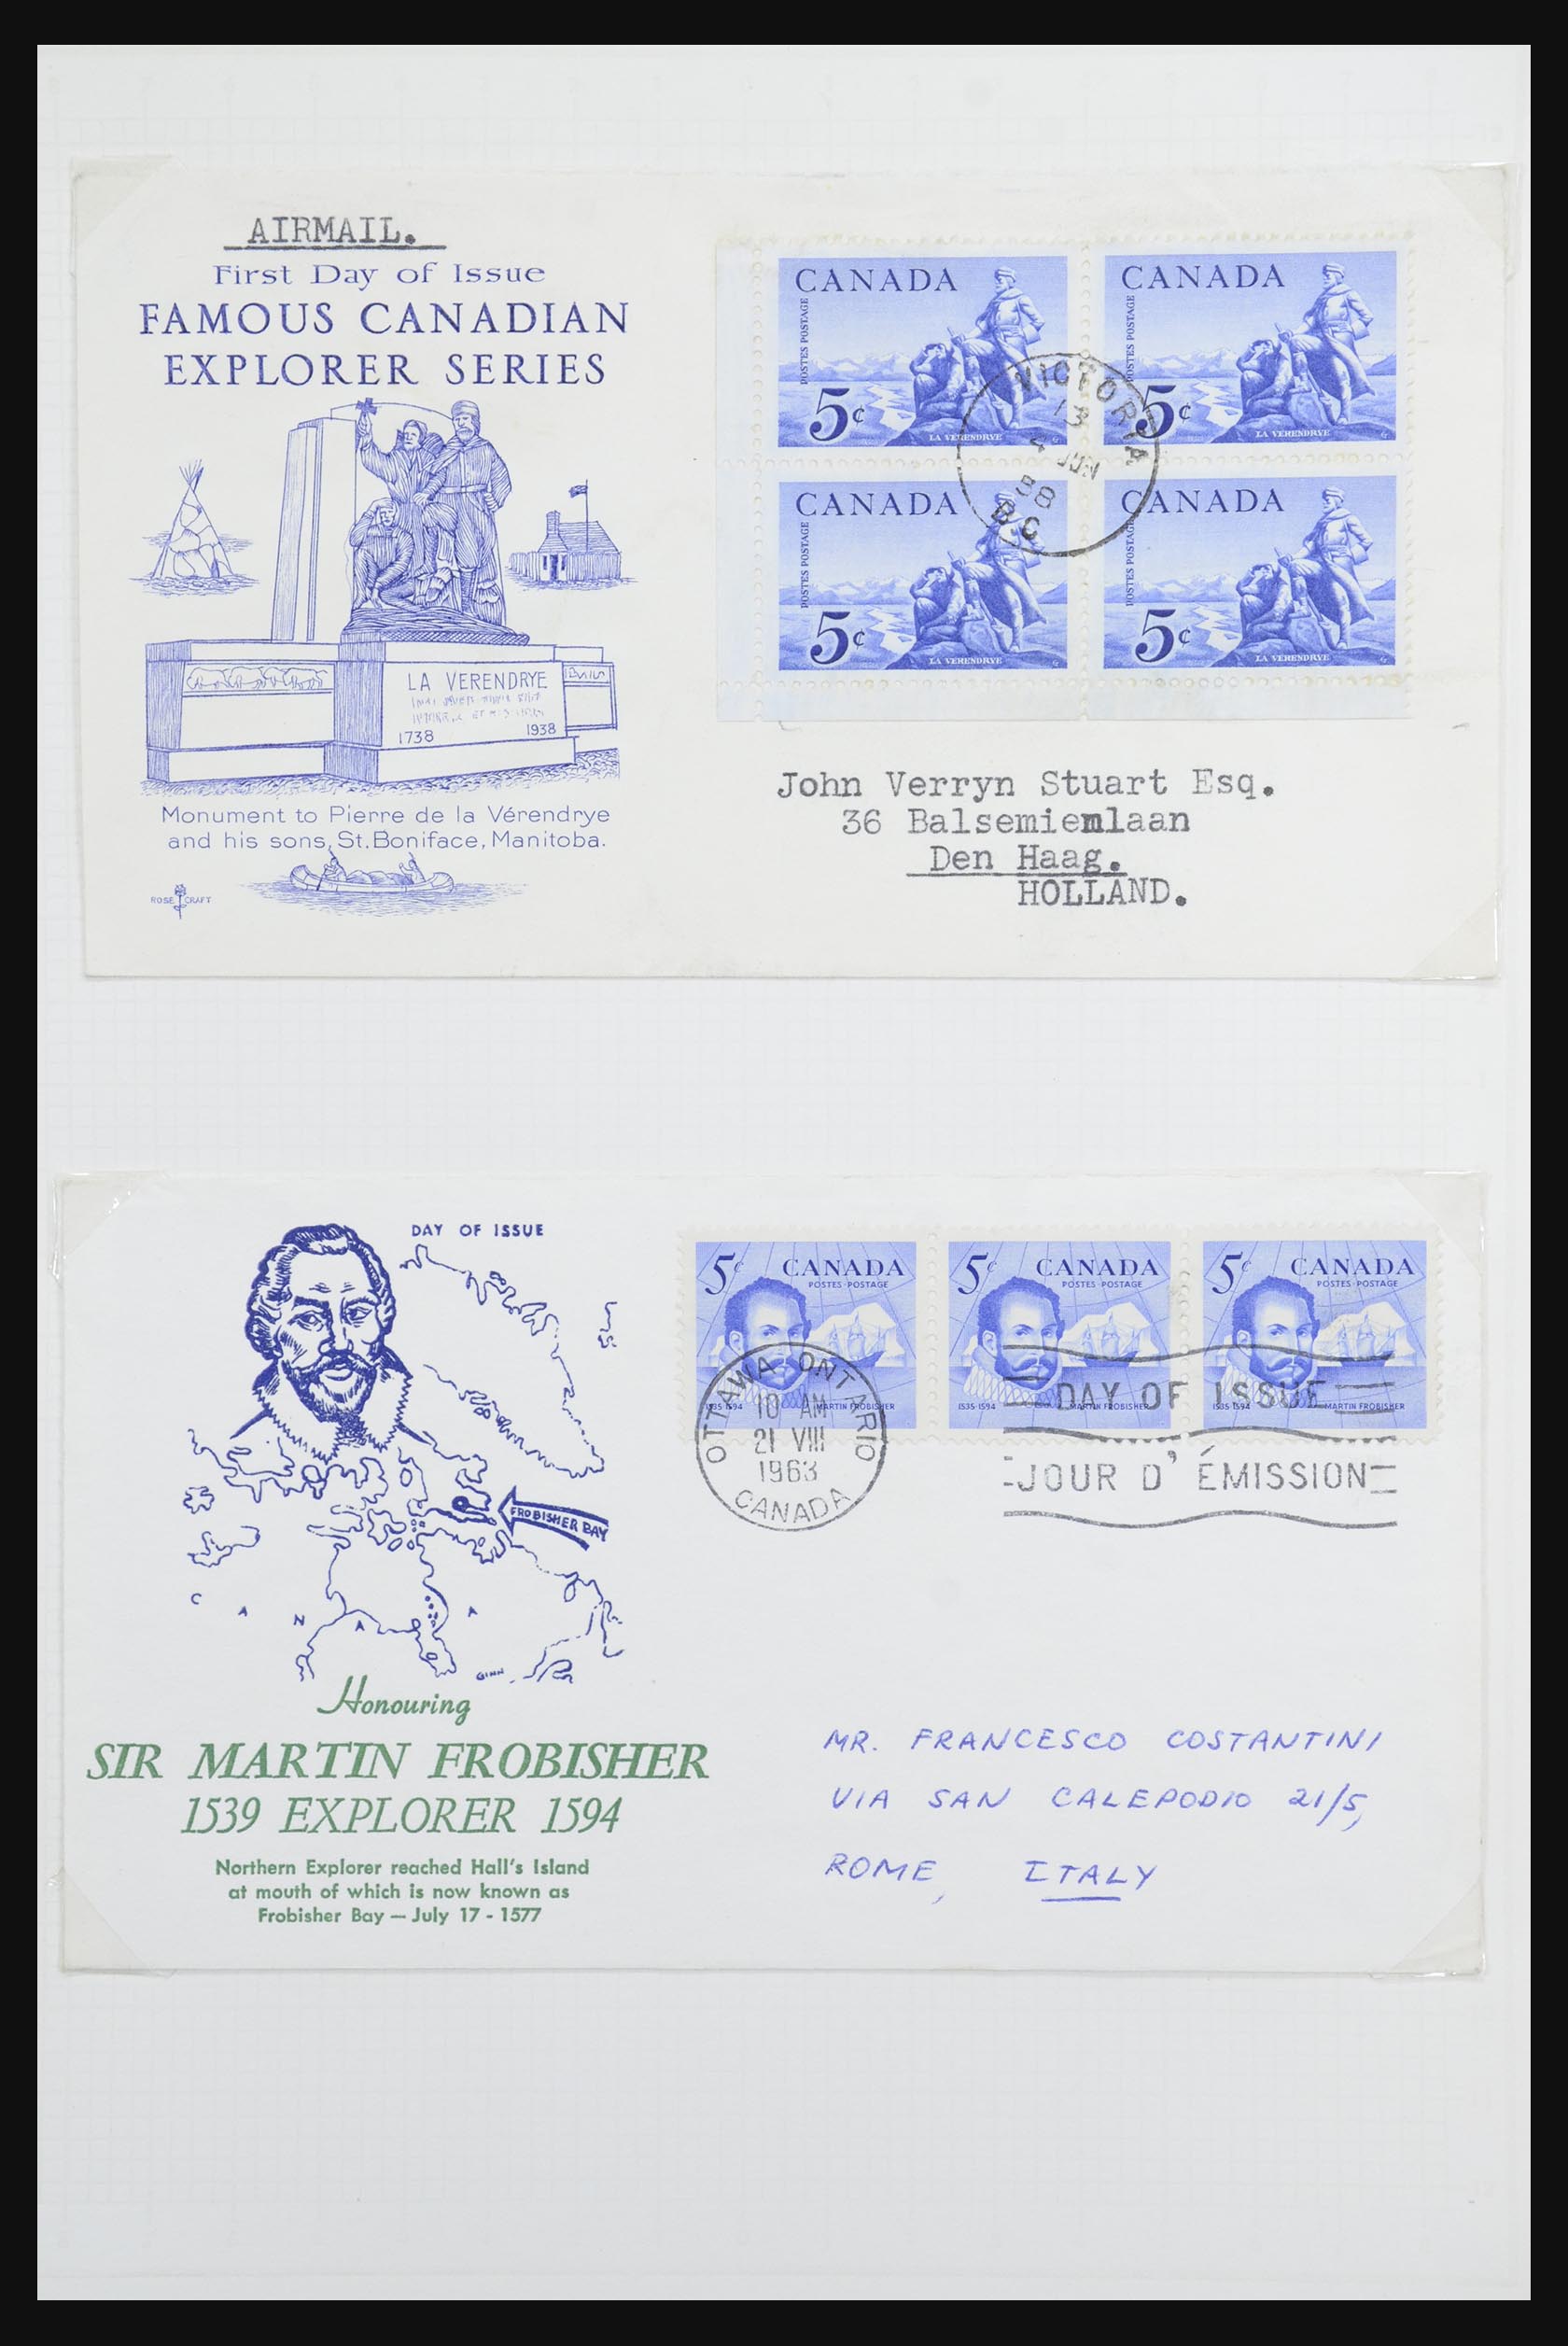 AIRMAIL.
First Day of Issue
FAMOUS CANADIAN
EXPLORER SERIES
LA VERENDRYE
1738 1938
Monument to Pierre de la Vérendrye
and his sons, St. Boniface, Manitoba.
ROSE CRAFT
CANADA
POSTES POSTAGE
5c
LA VERENDRYE
CANADA
POSTES POSTAGE
5c
LA VERENDRYE
CANADA
POSTES POSTAGE
5c
LA VERENDRYE
CANADA
POSTES POSTAGE
5c
LA VERENDRYE
VICTORIA
13
4 JUN
58
BC
John Verryn Stuart Esq.
36 Balsemienlaan
Den Haag.
HOLLAND.
DAY OF ISSUE
FROBISHER BAY
C A N A A
GINN
Honouring
SIR MARTIN FROBISHER
1539 EXPLORER 1594
Northern Explorer reached Hall's Island
at mouth of which is now known as
Frobisher Bay — July 17 - 1577
5c CANADA
POSTES·POSTAGE
1535·1594 MARTIN FROBISHER
5c CANADA
POSTES·POSTAGE
1535·1594 MARTIN FROBISHER
5c CANADA
POSTES·POSTAGE
1535·1594 MARTIN FROBISHER
OTTAWA ONTARIO
10 AM
21 VIII
1963
CANADA
DAY OF ISSUE
JOUR D' ÉMISSION
MR. FRANCESCO COSTANTINI
VIA SAN CALEPODIO 21/5,
ROME, ITALY